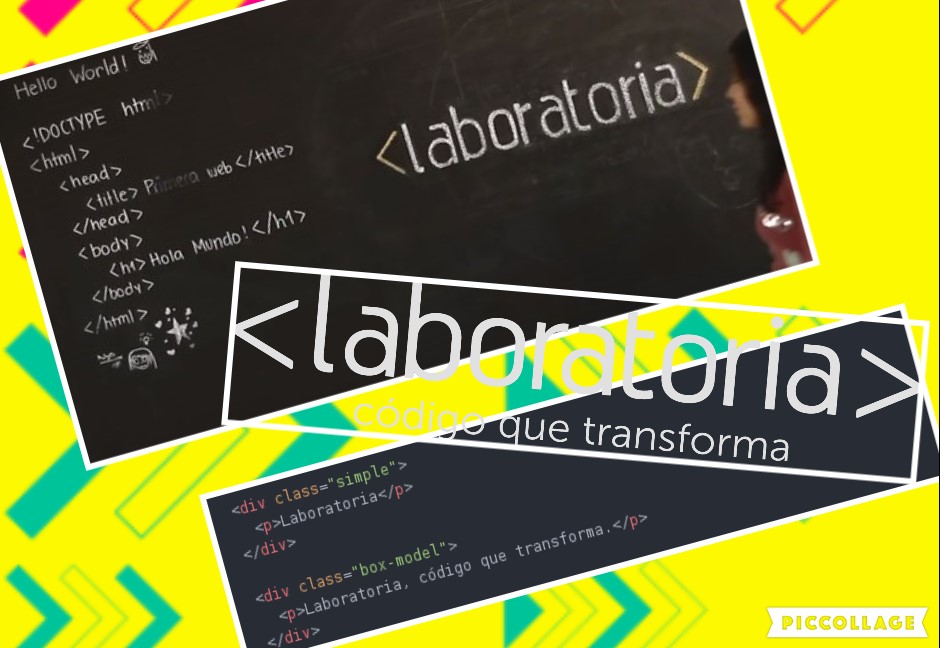 Hello World!
<!DOCTYPE html>
<html>
<head>
<title> Primera web </title>
</head>
<body>
<h1> Hola Mundo! </h1>
</body>
</html>
<laboratoria>
<laboratoria>
código que transforma
<div class="simple">
<p>Laboratoria</p>
</div>
<div class="box-model">
<p>Laboratoria, código que transforma.</p>
</div>
PICCOLLAGE